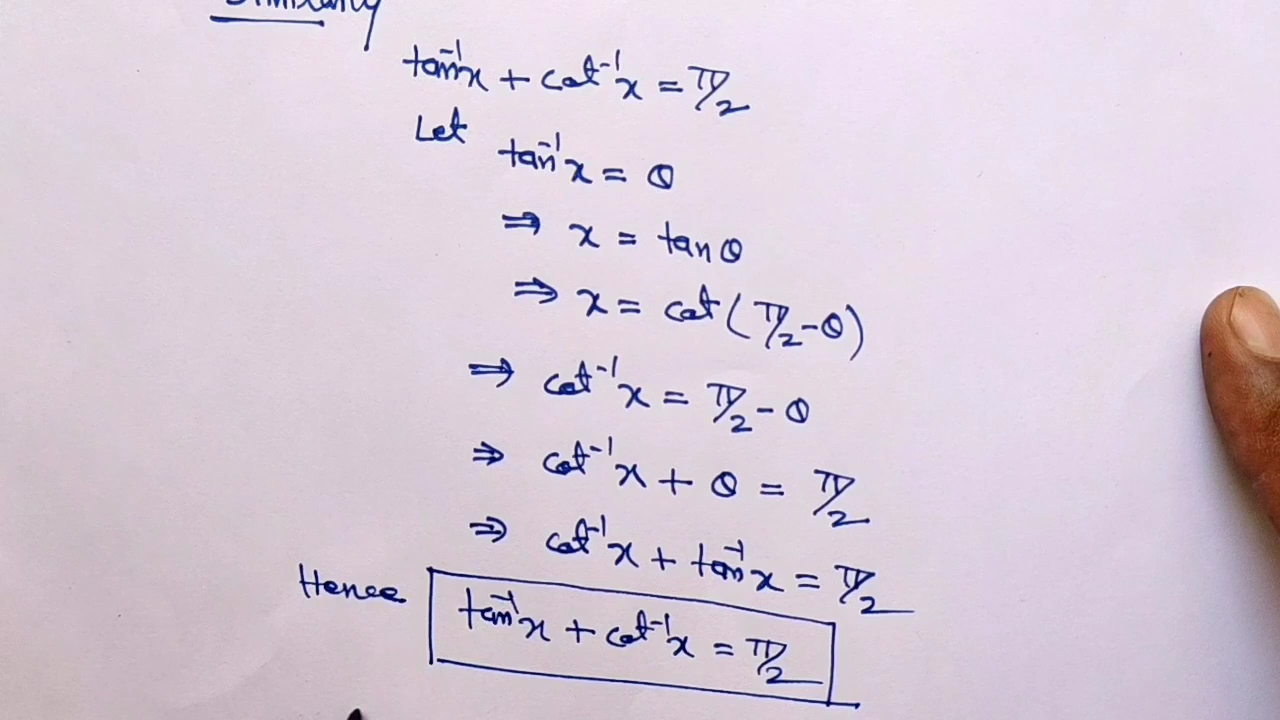 Similarly
tan⁻¹x + cot⁻¹x = π/2
Let
tan⁻¹x = θ
⇒ x = tan θ
⇒ x = cot(π/2 - θ)
⇒ cot⁻¹x = π/2 - θ
⇒ cot⁻¹x + θ = π/2
⇒ cot⁻¹x + tan⁻¹x = π/2
Hence tan⁻¹x + cot⁻¹x = π/2